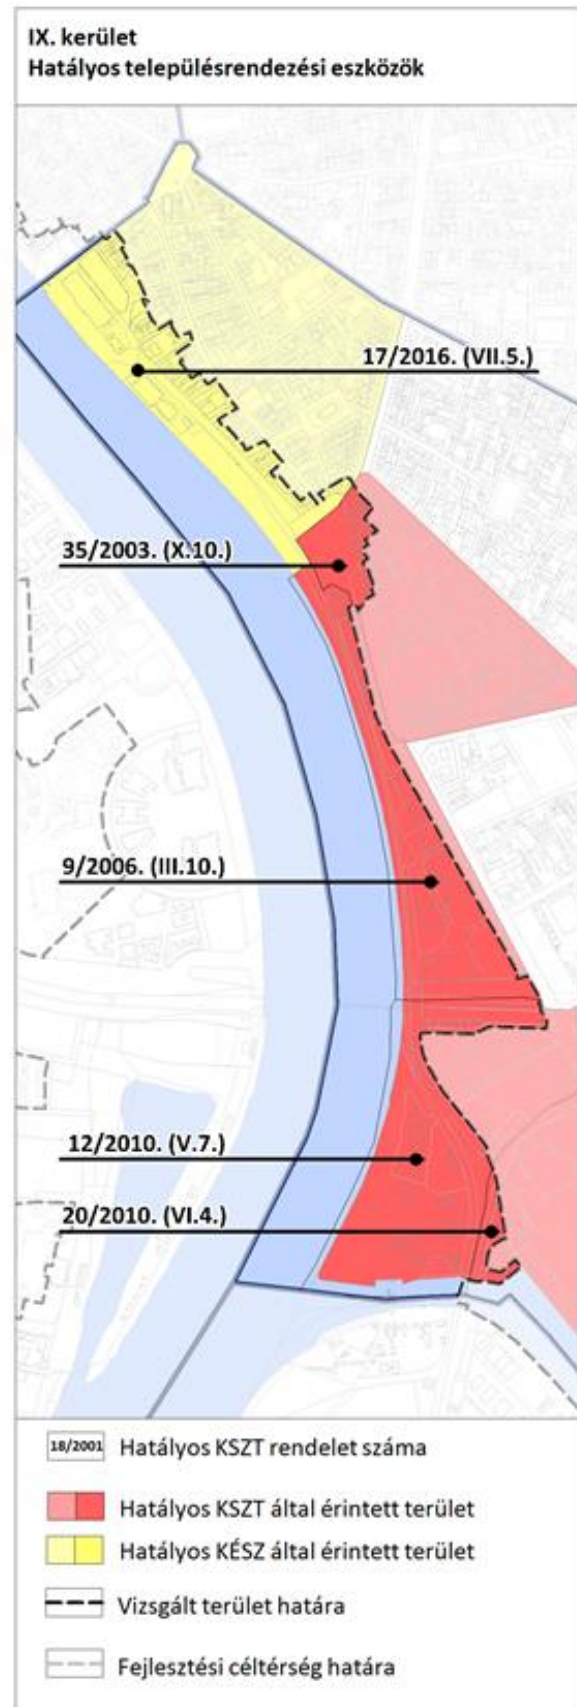 IX. kerület
Hatályos településrendezési eszközök
17/2016. (VII.5.)
35/2003. (X.10.)
9/2006. (III.10.)
12/2010. (V.7.)
20/2010. (VI.4.)
18/2001 Hatályos KSZT rendelet száma
Hatályos KSZT által érintett terület
Hatályos KÉSZ által érintett terület
Vizsgált terület határa
Fejlesztési céltérség határa